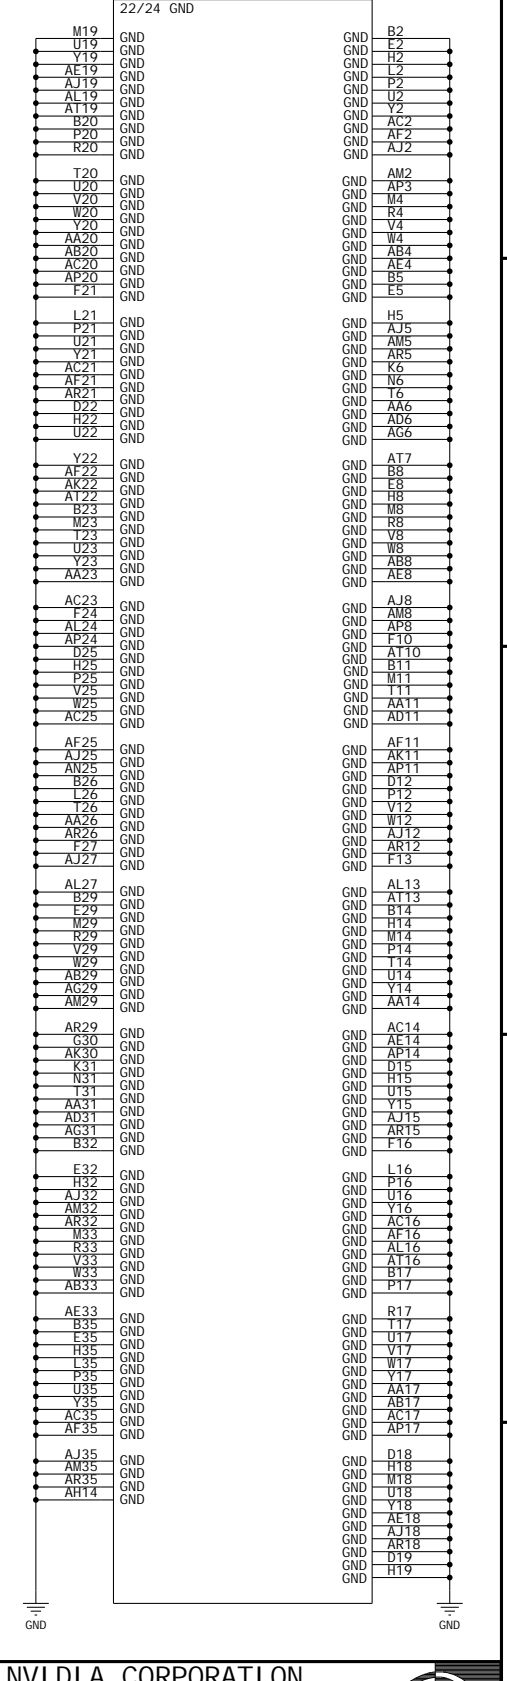 22/24 GND
M19 GND GND B2
U19 GND GND E2
Y19 GND GND H2
AE19 GND GND L2
AJ19 GND GND P2
AL19 GND GND U2
AT19 GND GND Y2
B20 GND GND AC2
P20 GND GND AF2
R20 GND GND AJ2
T20 GND GND AM2
U20 GND GND AP3
V20 GND GND M4
W20 GND GND R4
Y20 GND GND V4
AA20 GND GND W4
AB20 GND GND AB4
AC20 GND GND AE4
AP20 GND GND B5
F21 GND GND E5
L21 GND GND H5
P21 GND GND AJ5
U21 GND GND AM5
Y21 GND GND AR5
AC21 GND GND K6
AF21 GND GND N6
AR21 GND GND T6
D22 GND GND AA6
H22 GND GND AD6
U22 GND GND AG6
Y22 GND GND AT7
AF22 GND GND B8
AK22 GND GND E8
AT22 GND GND H8
B23 GND GND M8
M23 GND GND R8
T23 GND GND V8
U23 GND GND W8
Y23 GND GND AB8
AA23 GND GND AE8
AC23 GND GND AJ8
F24 GND GND AM8
AL24 GND GND AP8
AP24 GND GND F10
D25 GND GND AT10
H25 GND GND B11
P25 GND GND M11
V25 GND GND T11
W25 GND GND AA11
AC25 GND GND AD11
AF25 GND GND AF11
AJ25 GND GND AK11
AN25 GND GND AP11
B26 GND GND D12
L26 GND GND P12
T26 GND GND V12
AA26 GND GND W12
AR26 GND GND AJ12
F27 GND GND AR12
AJ27 GND GND F13
AL27 GND GND AL13
B29 GND GND AT13
E29 GND GND B14
M29 GND GND H14
R29 GND GND M14
V29 GND GND P14
W29 GND GND T14
AB29 GND GND U14
AG29 GND GND Y14
AM29 GND GND AA14
AR29 GND GND AC14
G30 GND GND AE14
AK30 GND GND AP14
K31 GND GND D15
N31 GND GND H15
T31 GND GND U15
AA31 GND GND Y15
AD31 GND GND AJ15
AG31 GND GND AR15
B32 GND GND F16
E32 GND GND L16
H32 GND GND P16
AJ32 GND GND U16
AM32 GND GND Y16
AR32 GND GND AC16
M33 GND GND AF16
R33 GND GND AL16
V33 GND GND AT16
W33 GND GND B17
AB33 GND GND P17
AE33 GND GND R17
B35 GND GND T17
E35 GND GND U17
H35 GND GND V17
L35 GND GND W17
P35 GND GND Y17
U35 GND GND AA17
Y35 GND GND AB17
AC35 GND GND AC17
AF35 GND GND AP17
AJ35 GND GND D18
AM35 GND GND H18
AR35 GND GND M18
AH14 GND GND U18
GND Y18
GND AE18
GND AJ18
GND AR18
GND D19
GND H19
GND GND
NVIDIA CORPORATION